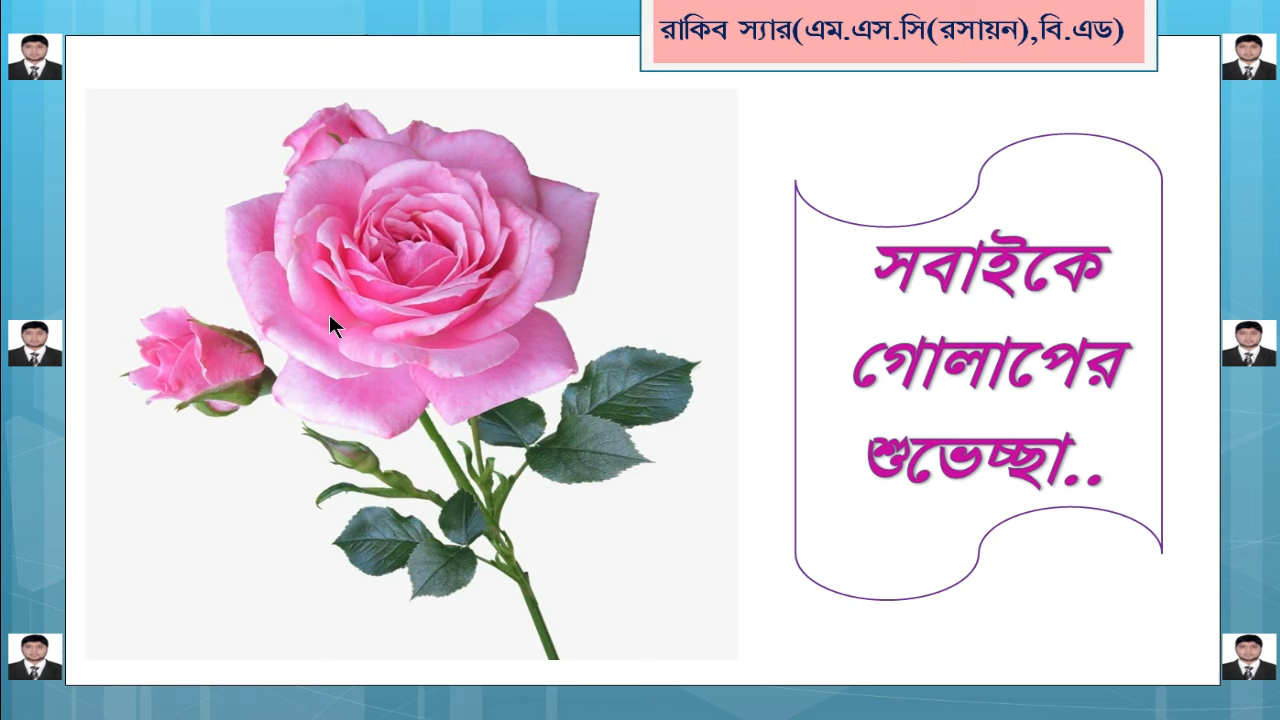 রাকিব স্যার(এম.এস.সি(রসায়ন),বি.এড)
সবাইকে
গোলাপের
শুভেচ্ছা..